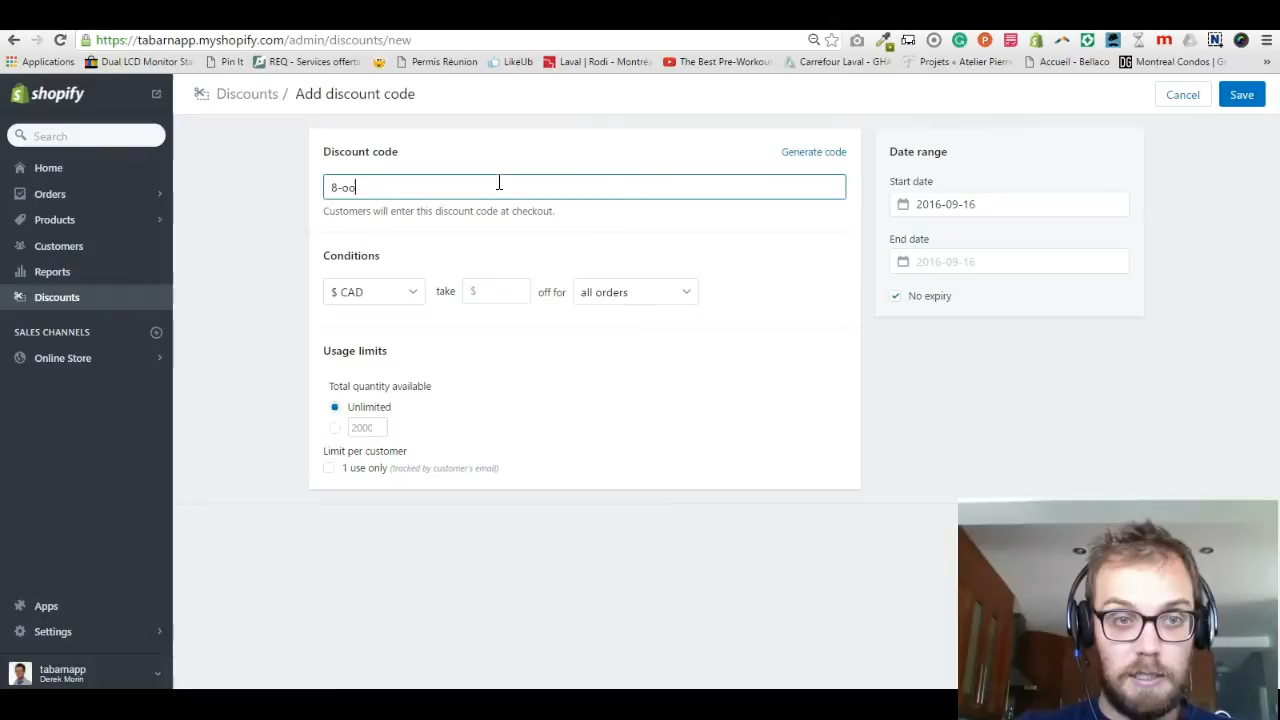 https://tabarnapp.myshopify.com/admin/discounts/new
Applications Dual LCD Monitor Sta Pin It REQ - Services offerts LikeUb Permis Réunion Laval | Rodi - Montré The Best Pre-Workou Carrefour Laval - GHA Projets « Atelier Pierr Accueil - Bellaco DG Montreal Condos | Gr »
shopify
Discounts / Add discount code
Cancel
Save
Search
Home
Orders
Products
Customers
Reports
Discounts
SALES CHANNELS
Online Store
Apps
Settings
tabarnapp
Derek Morin
Discount code
Generate code
8-oo
Customers will enter this discount code at checkout.
Conditions
$ CAD take $ off for all orders
Usage limits
Total quantity available
Unlimited
2000
Limit per customer
1 use only (tracked by customer's email)
Date range
Start date
2016-09-16
End date
2016-09-16
No expiry